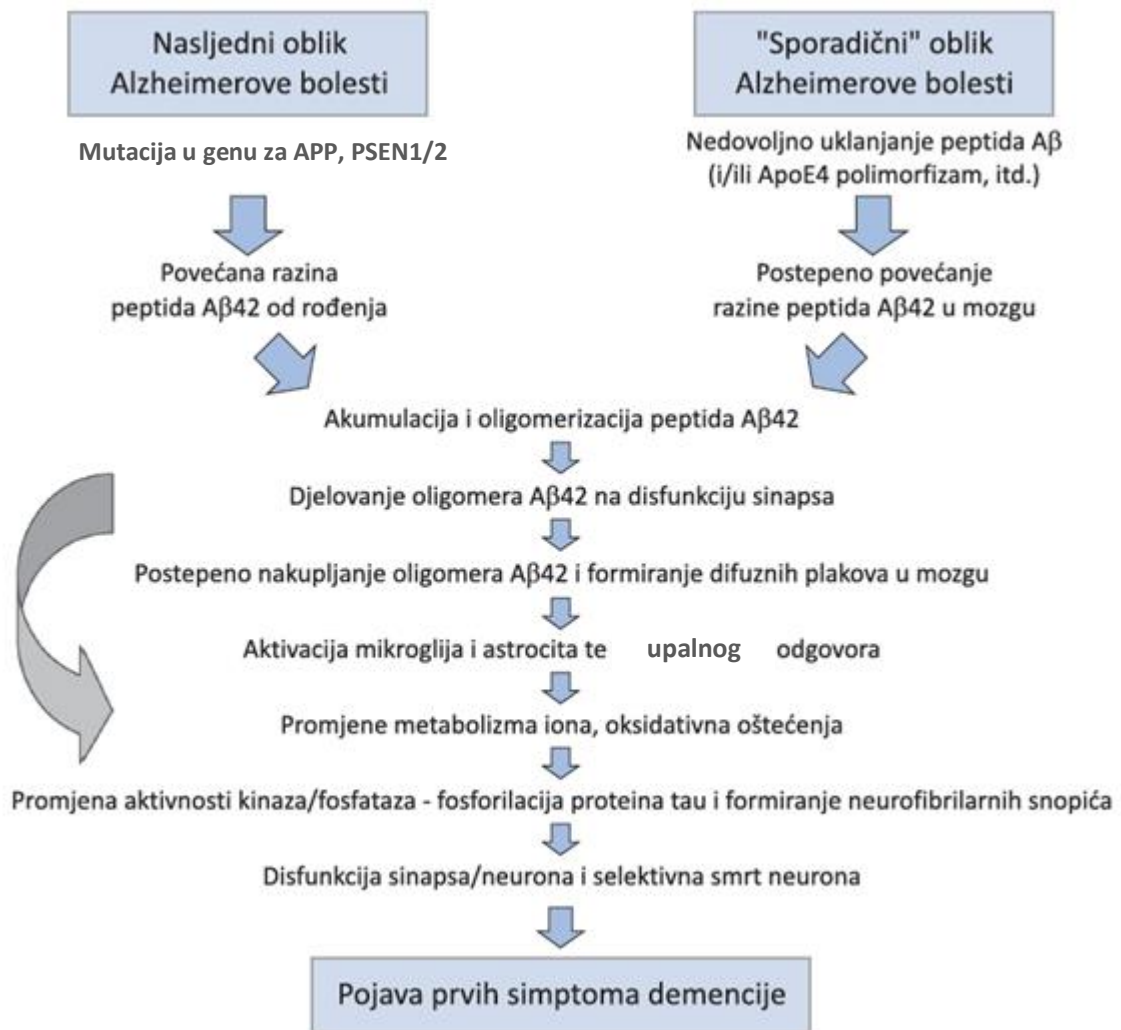 Nasljedni oblik
Alzheimerove bolesti
Mutacija u genu za APP, PSEN1/2
Povećana razina
peptida Aβ42 od rođenja
"Sporadični" oblik
Alzheimerove bolesti
Nedovoljno uklanjanje peptida Aβ
(i/ili ApoE4 polimorfizam, itd.)
Postepeno povećanje
razine peptida Aβ42 u mozgu
Akumulacija i oligomerizacija peptida Aβ42
Djelovanje oligomera Aβ42 na disfunkciju sinapsa
Postepeno nakupljanje oligomera Aβ42 i formiranje difuznih plakova u mozgu
Aktivacija mikroglija i astrocita te upalnog odgovora
Promjene metabolizma iona, oksidativna oštećenja
Promjena aktivnosti kinaza/fosfataza - fosforilacija proteina tau i formiranje neurofibrilarnih snopića
Disfunkcija sinapsa/neurona i selektivna smrt neurona
Pojava prvih simptoma demencije